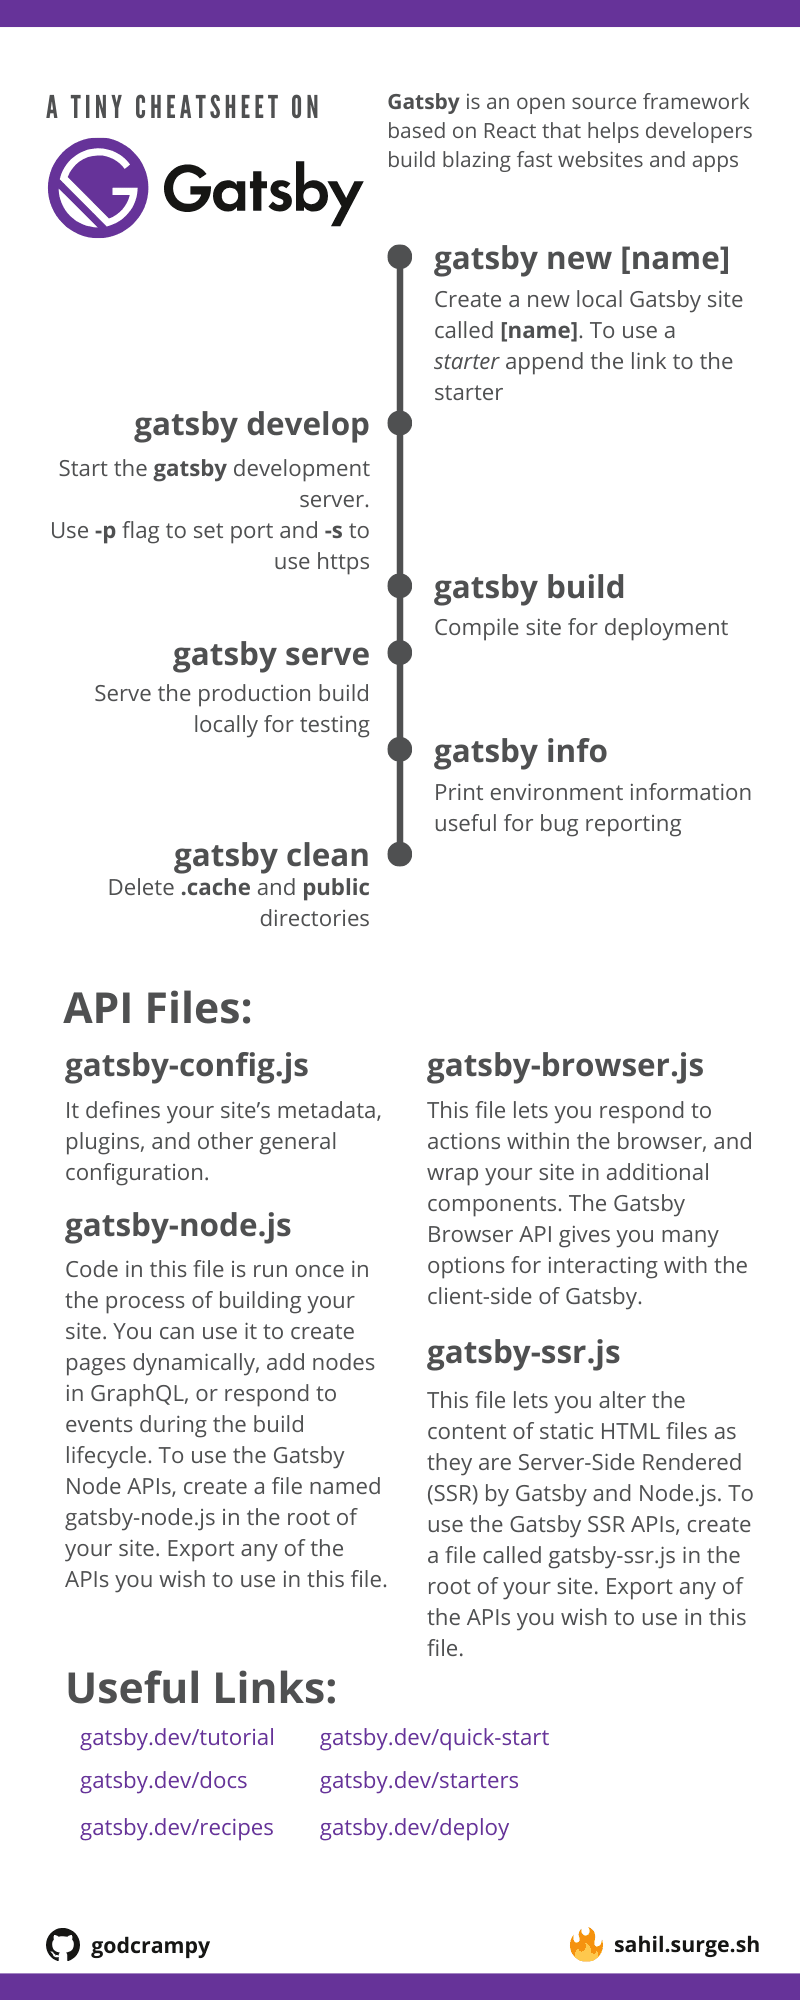 A TINY CHEATSHEET ON
Gatsby
Gatsby is an open source framework
based on React that helps developers
build blazing fast websites and apps
gatsby new [name]
Create a new local Gatsby site
called [name]. To use a
starter append the link to the
starter
gatsby develop
Start the gatsby development
server.
Use -p flag to set port and -s to
use https
gatsby build
Compile site for deployment
gatsby serve
Serve the production build
locally for testing
gatsby info
Print environment information
useful for bug reporting
gatsby clean
Delete .cache and public
directories
API Files:
gatsby-config.js
It defines your site’s metadata,
plugins, and other general
configuration.
gatsby-node.js
Code in this file is run once in
the process of building your
site. You can use it to create
pages dynamically, add nodes
in GraphQL, or respond to
events during the build
lifecycle. To use the Gatsby
Node APIs, create a file named
gatsby-node.js in the root of
your site. Export any of the
APIs you wish to use in this file.
gatsby-browser.js
This file lets you respond to
actions within the browser, and
wrap your site in additional
components. The Gatsby
Browser API gives you many
options for interacting with the
client-side of Gatsby.
gatsby-ssr.js
This file lets you alter the
content of static HTML files as
they are Server-Side Rendered
(SSR) by Gatsby and Node.js. To
use the Gatsby SSR APIs, create
a file called gatsby-ssr.js in the
root of your site. Export any of
the APIs you wish to use in this
file.
Useful Links:
gatsby.dev/tutorial
gatsby.dev/quick-start
gatsby.dev/docs
gatsby.dev/starters
gatsby.dev/recipes
gatsby.dev/deploy
godcrampy
sahil.surge.sh